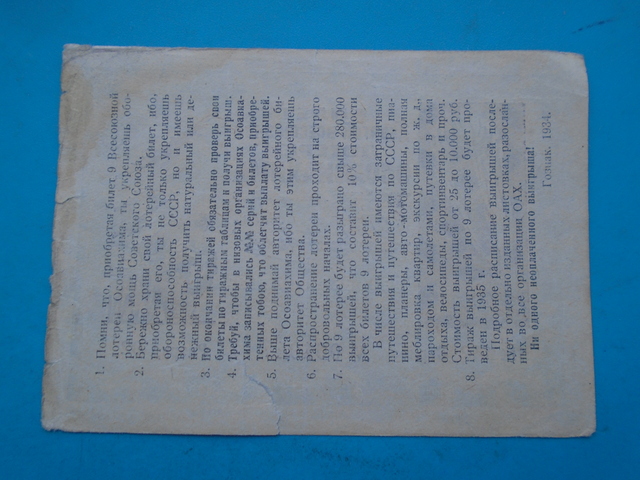 1. Помни, что, приобретая билет 9 Всесоюзной
лотереи Осоавиахима, ты укрепляешь обо-
ронную мощь Советского Союза.
2. Бережно храни свой лотерейный билет, ибо,
приобретая его, ты не только укрепляешь
обороноспособность СССР, но и имеешь
возможность получить натуральный или де-
нежный выигрыш.
3. По окончании тиражей обязательно проверь свои
билеты по тиражным таблицам и получи выигрыш.
4. Требуй, чтобы в низовых организациях Осоавиа-
хима записывались №№ серий и билетов, приобре-
тенных тобою, что облегчит выплату выигрышей.
5. Выше поднимай авторитет лотерейного би-
лета Осоавиахима, ибо ты этим укрепляешь
авторитет Общества.
6. Распространение лотереи проходит на строго
добровольных началах.
7. По 9 лотерее будет разыграно свыше 280.000
выигрышей, что составит 10% стоимости
всех билетов 9 лотереи.
В числе выигрышей имеются заграничные
путешествия и путешествия по СССР, пиа-
нино, планеры, авто-мотомашины, полная
меблировка квартир, экскурсии по ж. д.,
пароходом и самолетами, путевки в дома
отдыха, велосипеды, спортинвентарь и проч.
Стоимость выигрышей от 25 до 10.000 руб.
8. Тираж выигрышей по 9 лотерее будет про-
веден в 1935 г.
Подробное расписание выигрышей после-
дует в отдельно изданных листовках, разослан-
ных во все организации ОАХ.
Ни одного неоплаченного выигрыша!
Гознак. 1934.